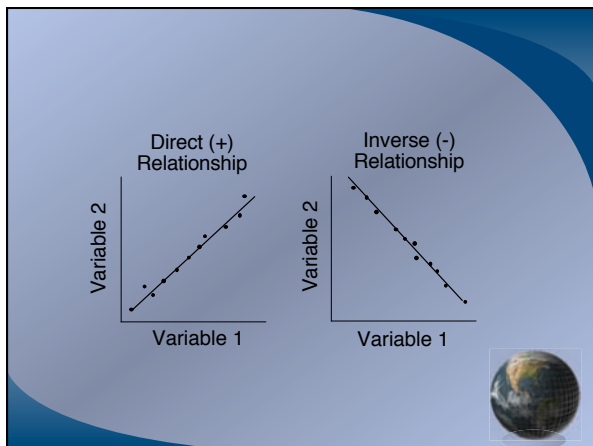 Direct (+)
Relationship
Variable 2
Variable 1
Inverse (-)
Relationship
Variable 2
Variable 1